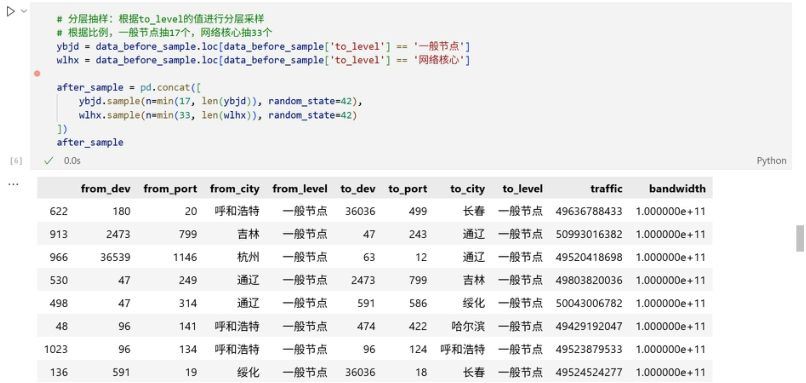 # 分层抽样：根据to_level的值进行分层采样
# 根据比例，一般节点抽17个，网络核心抽33个
ybjd = data_before_sample.loc[data_before_sample['to_level'] == '一般节点']
wlhx = data_before_sample.loc[data_before_sample['to_level'] == '网络核心']
after_sample = pd.concat([
ybjd.sample(n=min(17, len(ybjd)), random_state=42),
wlhx.sample(n=min(33, len(wlhx)), random_state=42)
])
after_sample
[6] 0.0s Python
from_dev from_port from_city from_level to_dev to_port to_city to_level traffic bandwidth
622 180 20 呼和浩特 一般节点 36036 499 长春 一般节点 49636788433 1.000000e+11
913 2473 799 吉林 一般节点 47 243 通辽 一般节点 50993016382 1.000000e+11
966 36539 1146 杭州 一般节点 63 12 通辽 一般节点 49520418698 1.000000e+11
530 47 249 通辽 一般节点 2473 799 吉林 一般节点 49803820036 1.000000e+11
498 47 314 通辽 一般节点 591 586 绥化 一般节点 50043006782 1.000000e+11
48 96 141 呼和浩特 一般节点 474 422 哈尔滨 一般节点 49429192047 1.000000e+11
1023 96 134 呼和浩特 一般节点 96 124 呼和浩特 一般节点 49523879533 1.000000e+11
136 591 19 绥化 一般节点 36036 18 长春 一般节点 49524524277 1.000000e+11